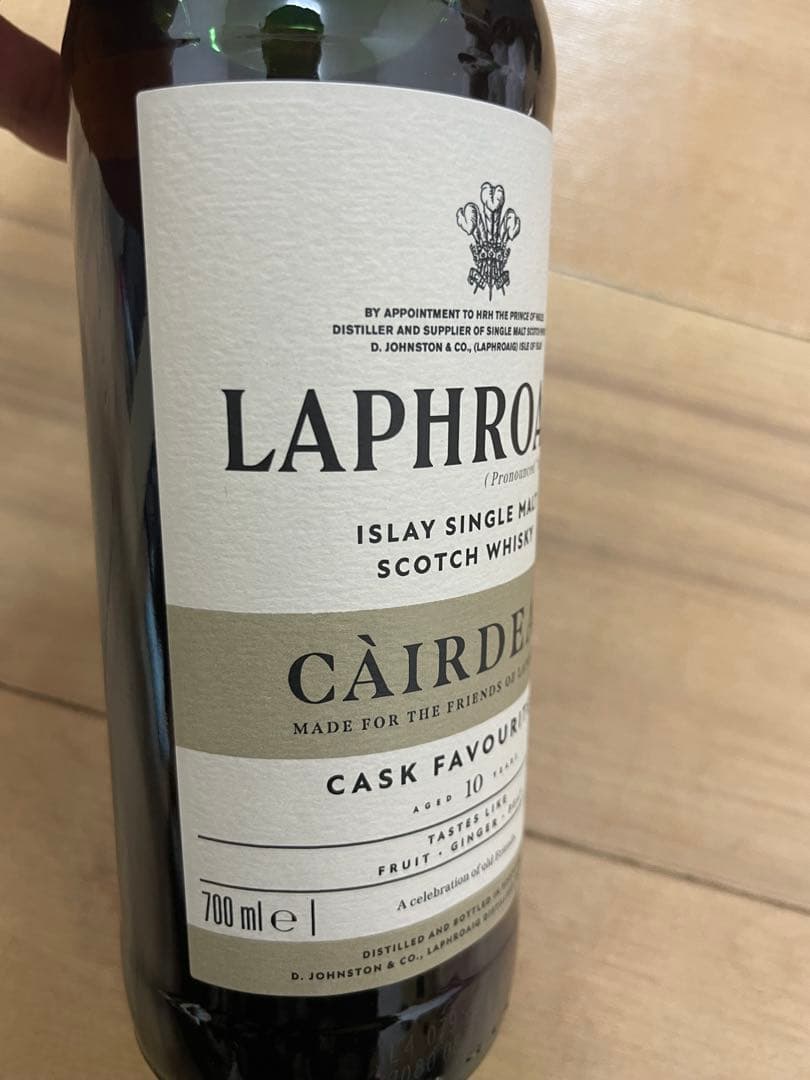 BY APPOINTMENT TO HRH THE PRINCE OF WALES
DISTILLER AND SUPPLIER OF SINGLE MALT SCOTCH
D. JOHNSTON & CO., (LAPHROAIG) ISLE OF ISLAY
LAPHROA
(Pronounced
ISLAY SINGLE MALT
SCOTCH WHISKY
CÀIRDEA
MADE FOR THE FRIENDS OF
CASK FAVOURIT
AGED 10 YEARS
TASTES LIKE
FRUIT · GINGER ·
A celebration of old friends
700 ml e
DISTILLED AND BOTTLED IN
D. JOHNSTON & CO., LAPHROAIG